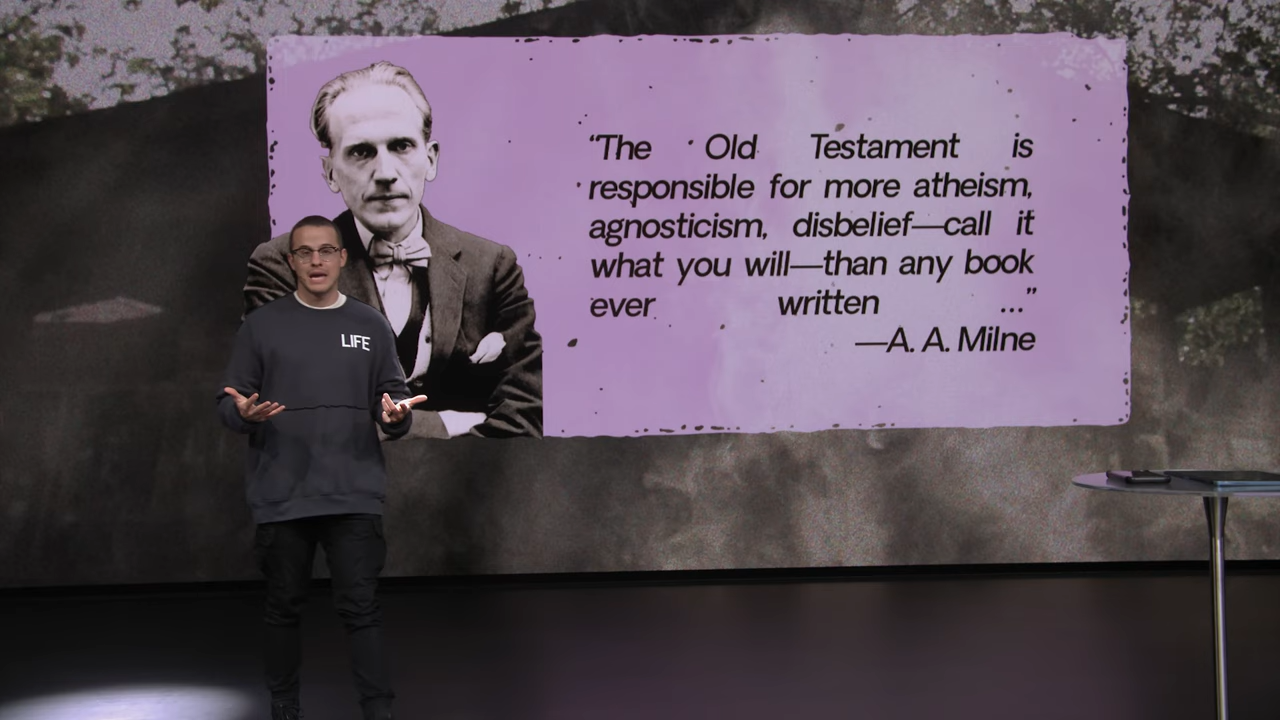 “The Old Testament is
responsible for more atheism,
agnosticism, disbelief—call it
what you will—than any book
ever written ...”
—A. A. Milne
LIFE